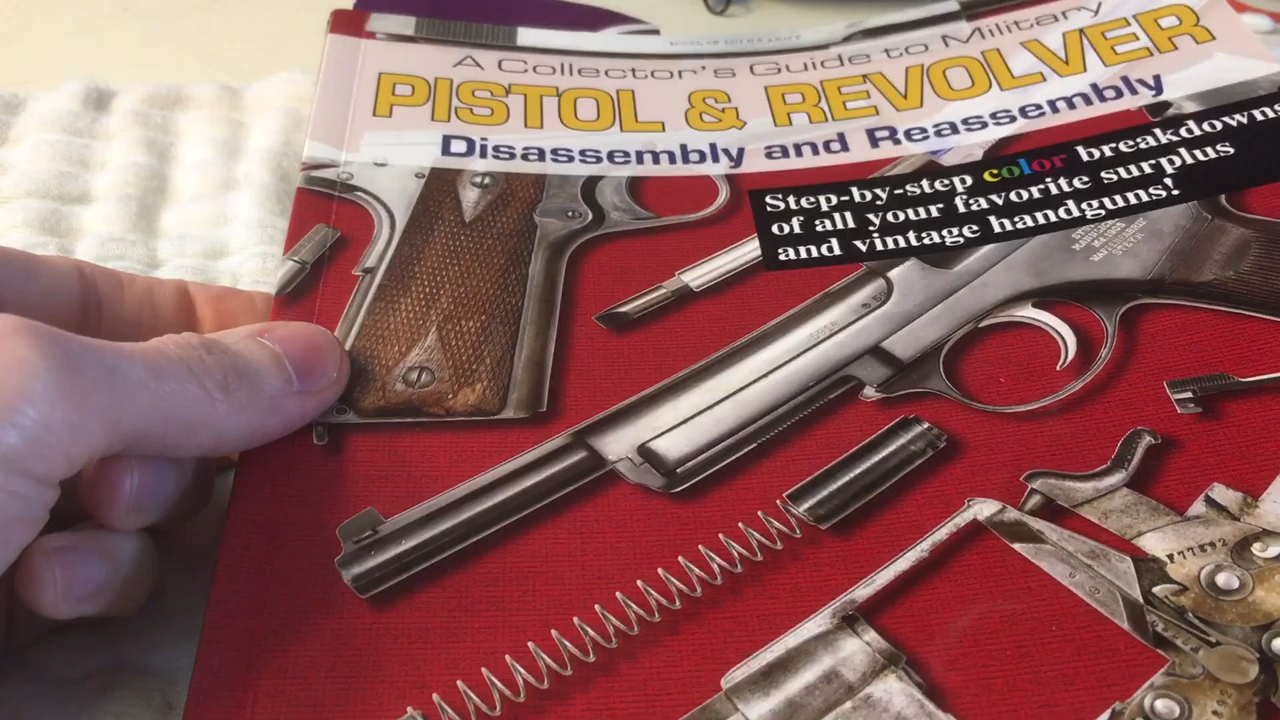 A Collector's Guide to Military
PISTOL & REVOLVER
Disassembly and Reassembly
Step-by-step color breakdowns
of all your favorite surplus
and vintage handguns!